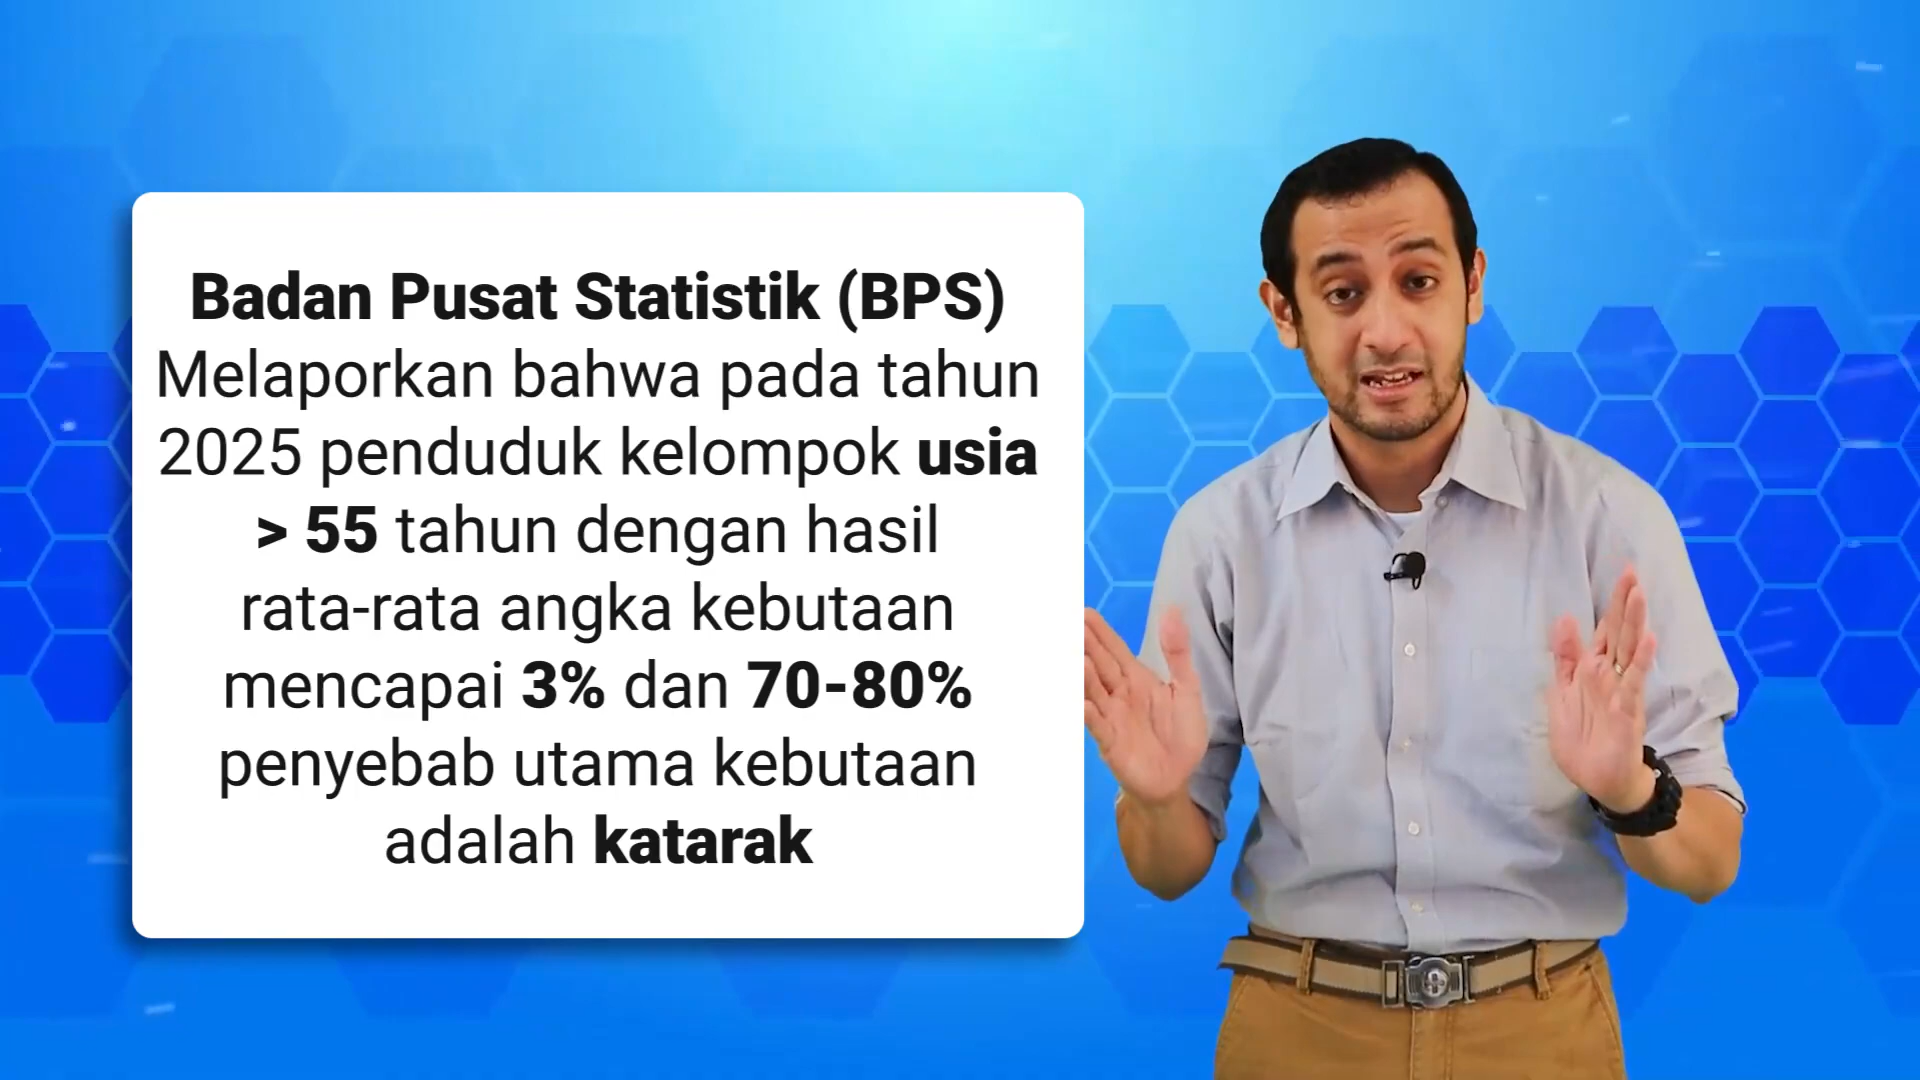 Badan Pusat Statistik (BPS)
Melaporkan bahwa pada tahun
2025 penduduk kelompok usia
> 55 tahun dengan hasil
rata-rata angka kebutaan
mencapai 3% dan 70-80%
penyebab utama kebutaan
adalah katarak